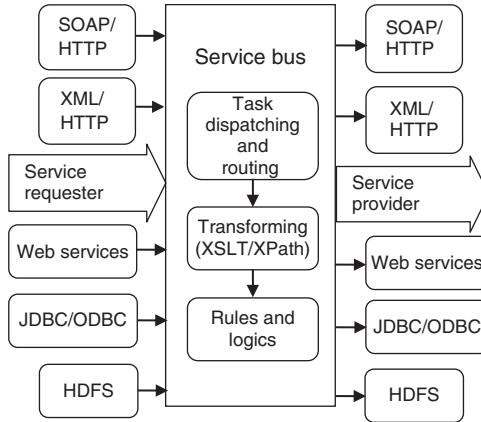 SOAP/
HTTP
XML/
HTTP
Service
requester
Web services
JDBC/ODBC
HDFS
Service bus
Task
dispatching
and
routing
Transforming
(XSLT/XPath)
Rules and
logics
SOAP/
HTTP
XML/
HTTP
Service
provider
Web services
JDBC/ODBC
HDFS